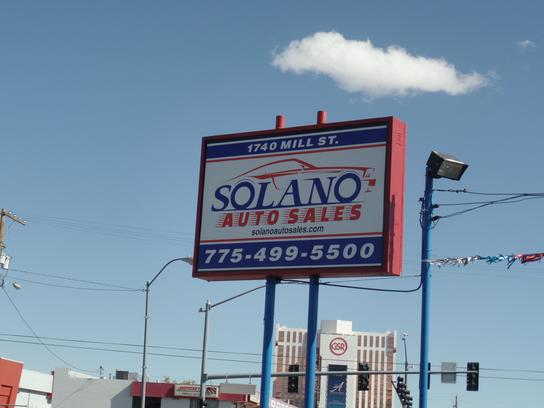 1740 MILL ST.
SOLANO
AUTO SALES
solanoautosales.com
775-499-5500
GSR